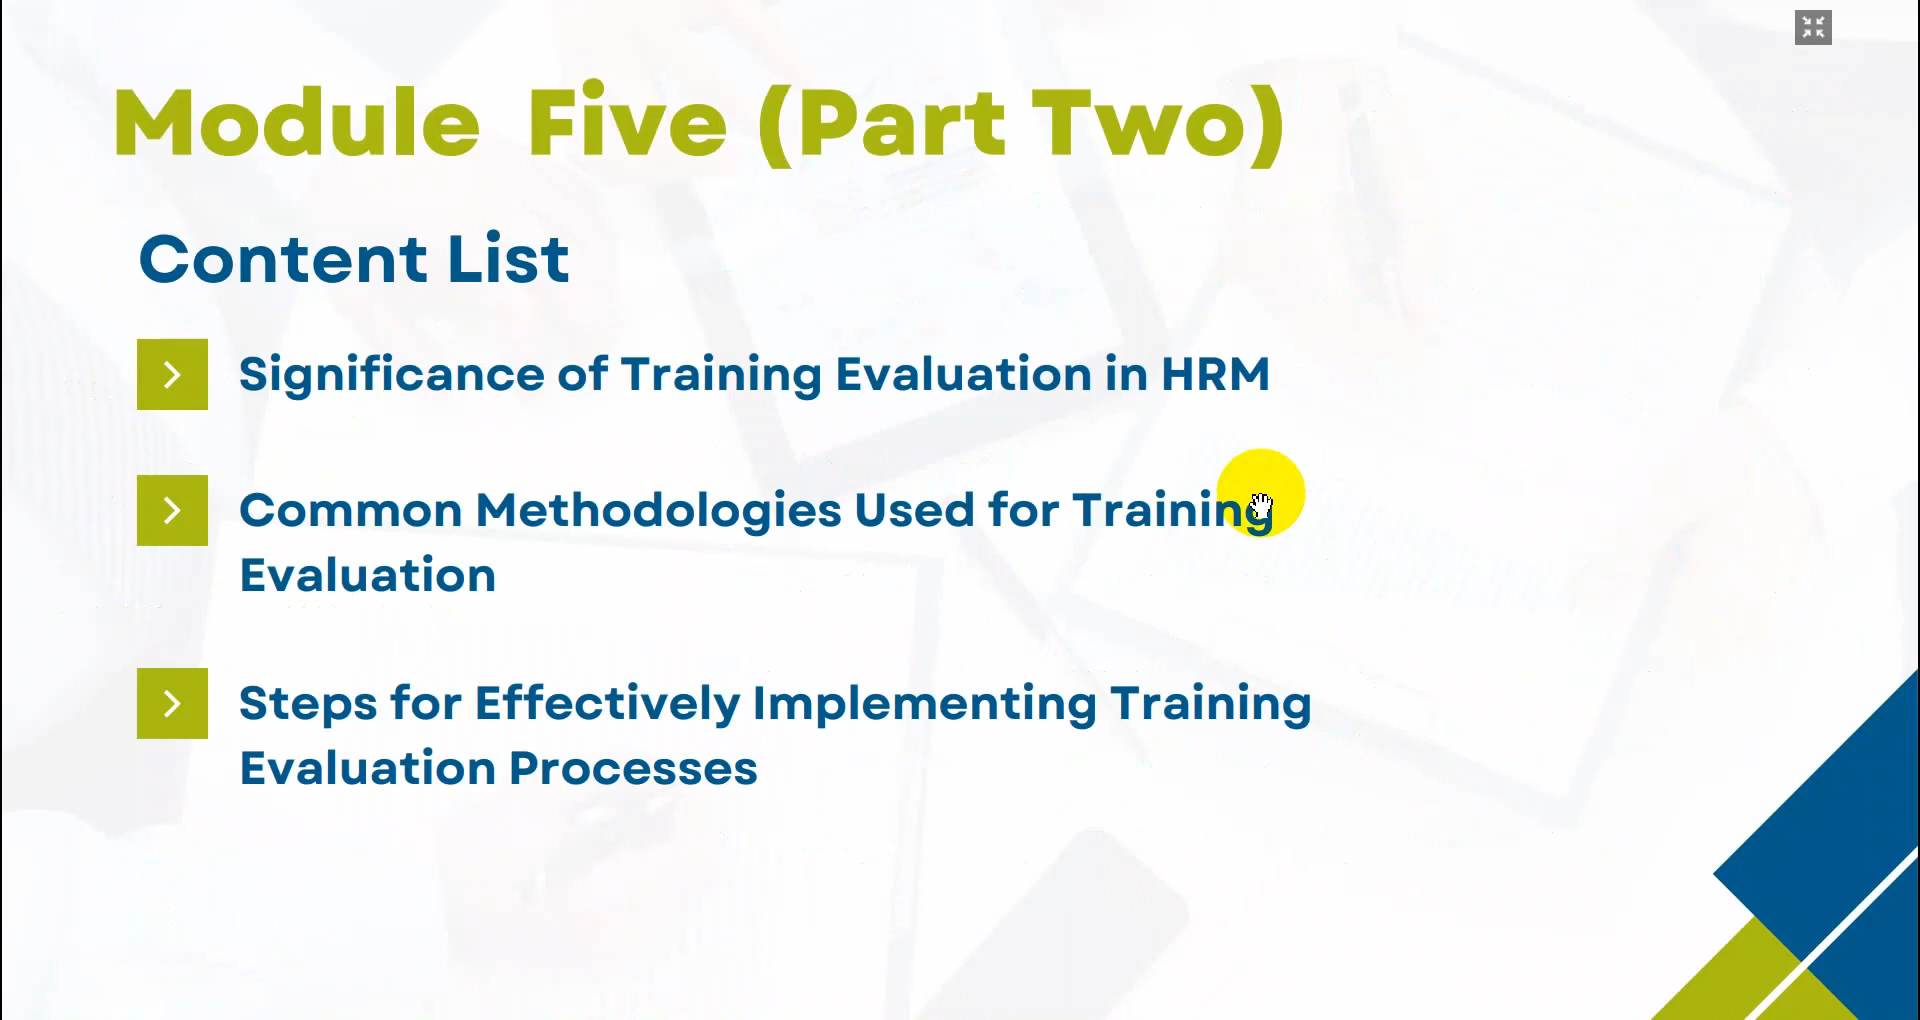 Module Five (Part Two)
Content List
Significance of Training Evaluation in HRM
Common Methodologies Used for Training
Evaluation
Steps for Effectively Implementing Training
Evaluation Processes